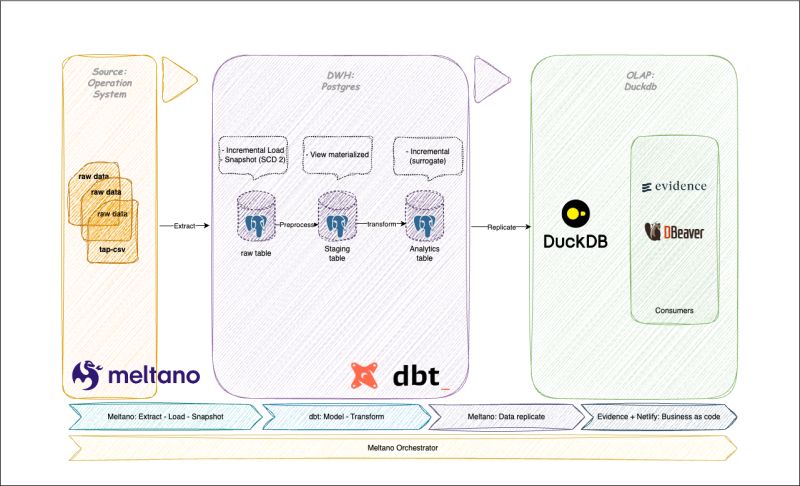 Source:
Operation
System
DWH:
Postgres
OLAP:
Duckdb
- Incremental Load
- Snapshot (SCD 2)
- View materialized
- Incremental
(surrogate)
raw data
raw data
raw data
tap-csv
Extract
Preprocess
transform
Replicate
raw table
Staging
table
Analytics
table
DuckDB
evidence
DBeaver
Consumers
meltano
dbt_
Meltano: Extract - Load - Snapshot
dbt: Model - Transform
Meltano: Data replicate
Evidence + Netlify: Business as code
Meltano Orchestrator